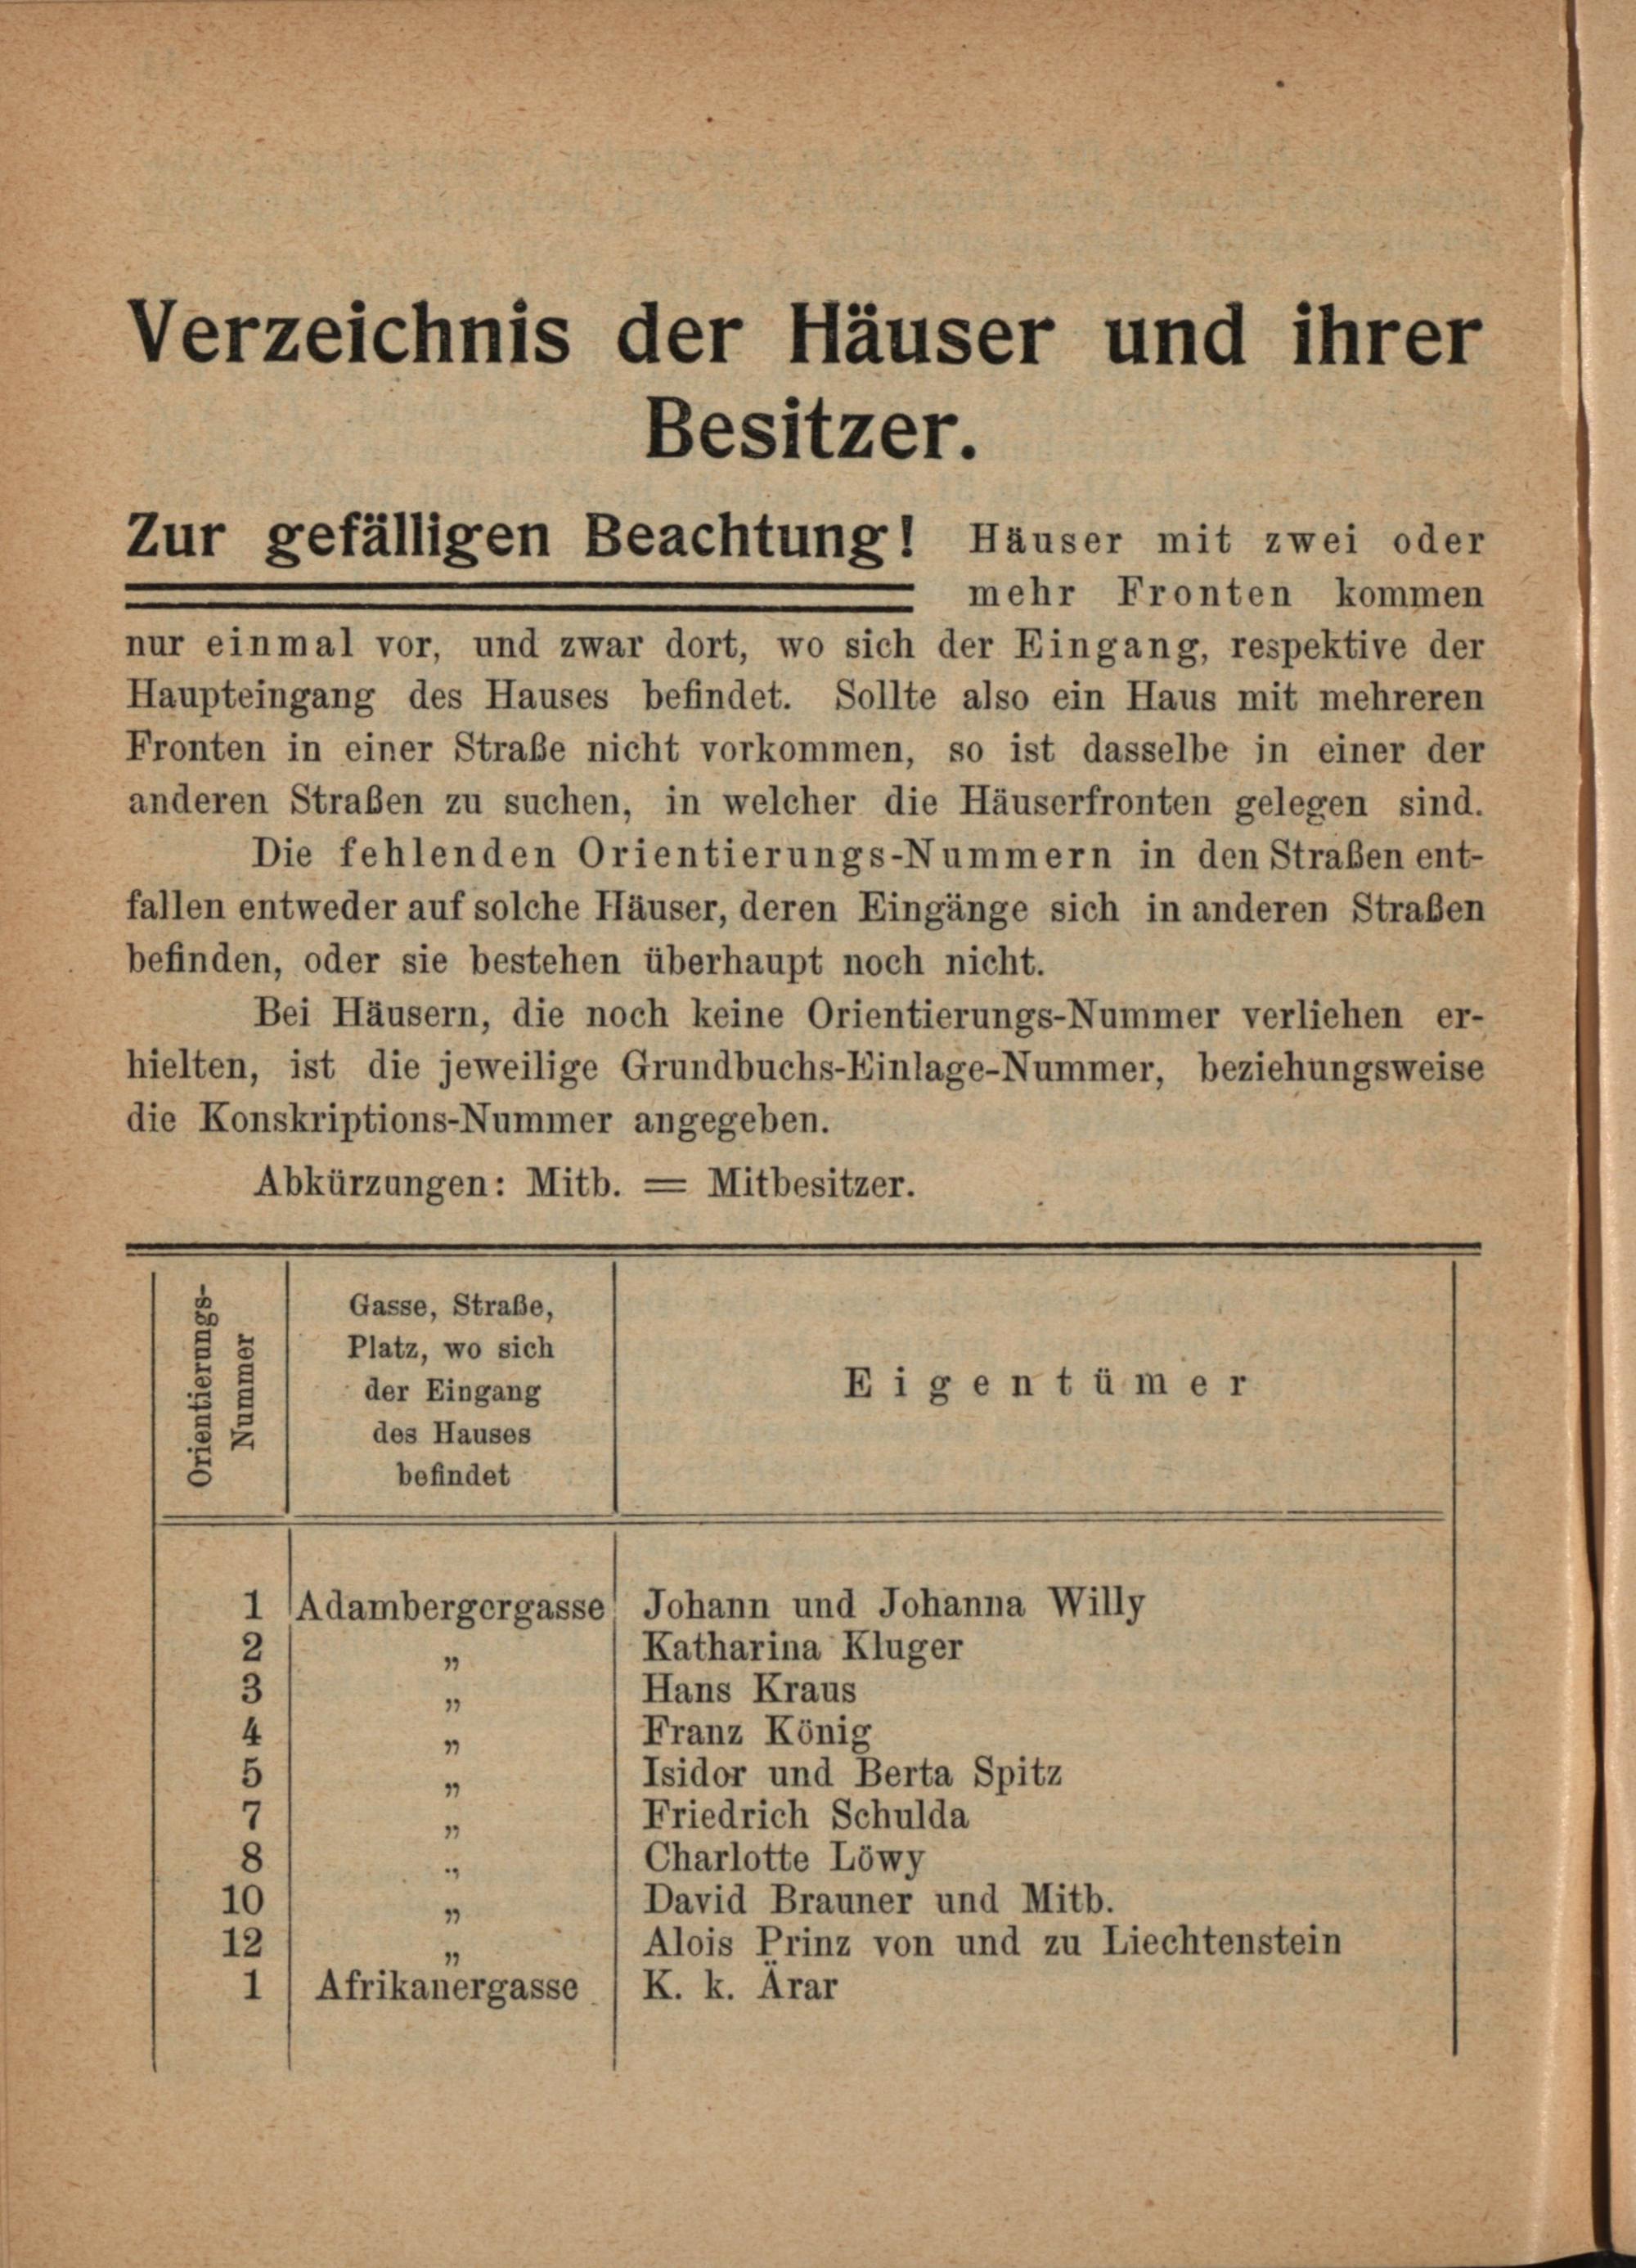 Verzeichnis der Häuser und ihrer
Besitzer.
Zur gefälligen Beachtung! Häuser mit zwei oder
mehr Fronten kommen
nur einmal vor, und zwar dort, wo sich der Eingang, respektive der
Haupteingang des Hauses befindet. Sollte also ein Haus mit mehreren
Fronten in einer Straße nicht vorkommen, so ist dasselbe in einer der
anderen Straßen zu suchen, in welcher die Häuserfronten gelegen sind.
Die fehlenden Orientierungs-Nummern in den Straßen ent-
fallen entweder auf solche Häuser, deren Eingänge sich in anderen Straßen
befinden, oder sie bestehen überhaupt noch nicht.
Bei Häusern, die noch keine Orientierungs-Nummer verliehen er-
hielten, ist die jeweilige Grundbuchs-Einlage-Nummer, beziehungsweise
die Konskriptions-Nummer angegeben.
Abkürzungen: Mitb. = Mitbesitzer.
Orientierungs-
Nummer
Gasse, Straße,
Platz, wo sich
der Eingang
des Hauses
befindet
Eigentümer
1 Adambergergasse Johann und Johanna Willy
2 „ Katharina Kluger
3 „ Hans Kraus
4 „ Franz König
5 „ Isidor und Berta Spitz
7 „ Friedrich Schulda
8 „ Charlotte Löwy
10 „ David Brauner und Mitb.
12 „ Alois Prinz von und zu Liechtenstein
1 Afrikanergasse K. k. Ärar